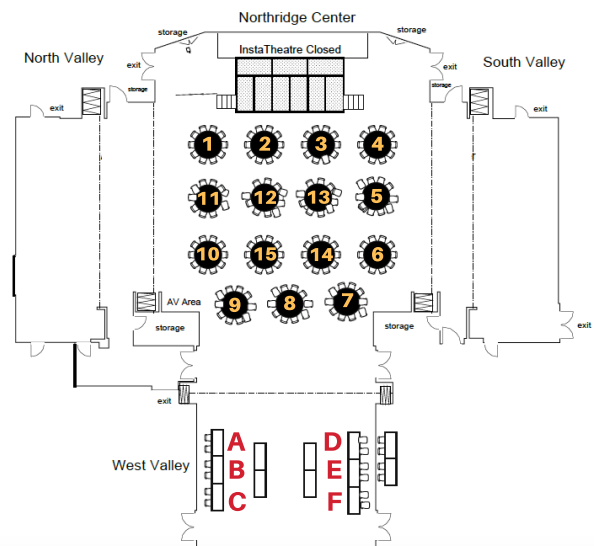 Northridge Center
storage
storage
InstaTheatre Closed
North Valley
South Valley
exit
exit
storage
storage
exit
exit
1 2 3 4
11 12 13 5
10 15 14 6
9 8 7
AV Area
storage
storage
exit
exit
A D
B E
West Valley
C F